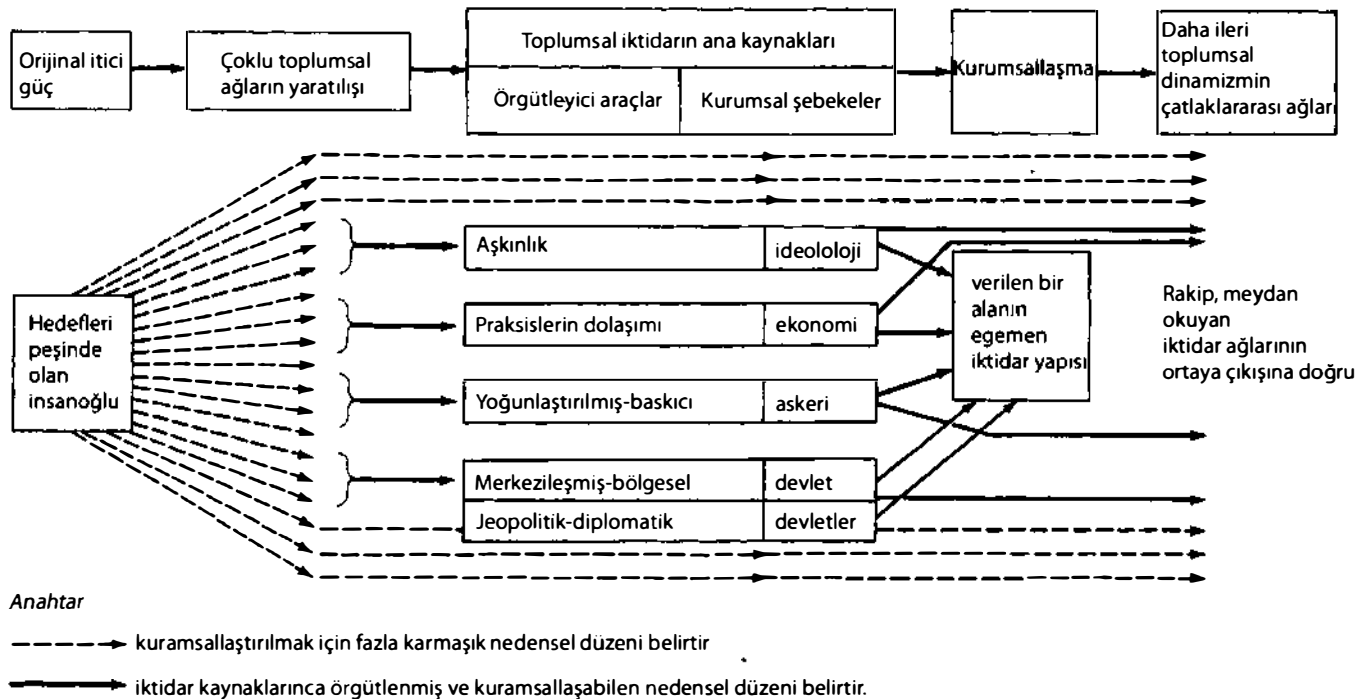 Orijinal itici
güç
Çoklu toplumsal
ağların yaratılışı
Toplumsal iktidarın ana kaynakları
Örgütleyici araçlar
Kurumsal şebekeler
Kurumsallaşma
Daha ileri
toplumsal
dinamizmin
çatlaklararası ağları
Hedefleri
peşinde
olan
insanoğlu
Aşkınlık
ideololoji
Praksislerin dolaşımı
ekonomi
Yoğunlaştırılmış-baskıcı
askeri
Merkezileşmiş-bölgesel
devlet
Jeopolitik-diplomatik
devletler
verilen bir
alanın
egemen
iktidar yapısı
Rakip, meydan
okuyan
iktidar ağlarının
ortaya çıkışına doğru
Anahtar
kuramsallaştırılmak için fazla karmaşık nedensel düzeni belirtir
iktidar kaynaklarınca örgütlenmiş ve kuramsallaşabilen nedensel düzeni belirtir.